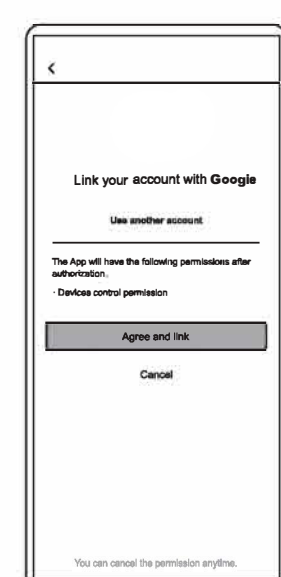 Link your account with Google
Use another account
The App will have the following permissions after
authorization.
· Devices control permission
Agree and link
Cancel
You can cancel the permission anytime.